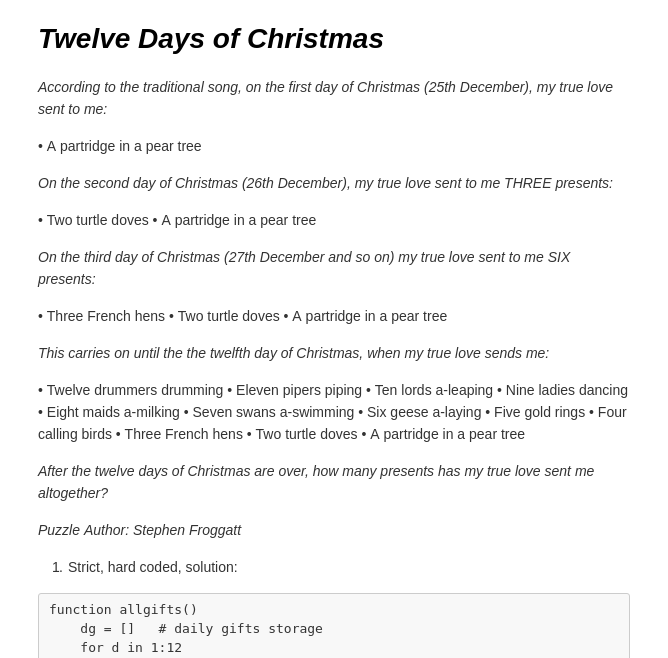 Twelve Days of Christmas
According to the traditional song, on the first day of Christmas (25th December), my true love
sent to me:
• A partridge in a pear tree
On the second day of Christmas (26th December), my true love sent to me THREE presents:
• Two turtle doves • A partridge in a pear tree
On the third day of Christmas (27th December and so on) my true love sent to me SIX
presents:
• Three French hens • Two turtle doves • A partridge in a pear tree
This carries on until the the twelfth day of Christmas, when my true love sends me:
• Twelve drummers drumming • Eleven pipers piping • Ten lords a-leaping • Nine ladies dancing
• Eight maids a-milking • Seven swans a-swimming • Six geese a-laying • Five gold rings • Four
calling birds • Three French hens • Two turtle doves • A partridge in a pear tree
After the twelve days of Christmas are over, how many presents has my true love sent me
altogether?
Puzzle Author: Stephen Froggatt
1. Strict, hard coded, solution:
function allgifts()
    dg = []   # daily gifts storage
    for d in 1:12